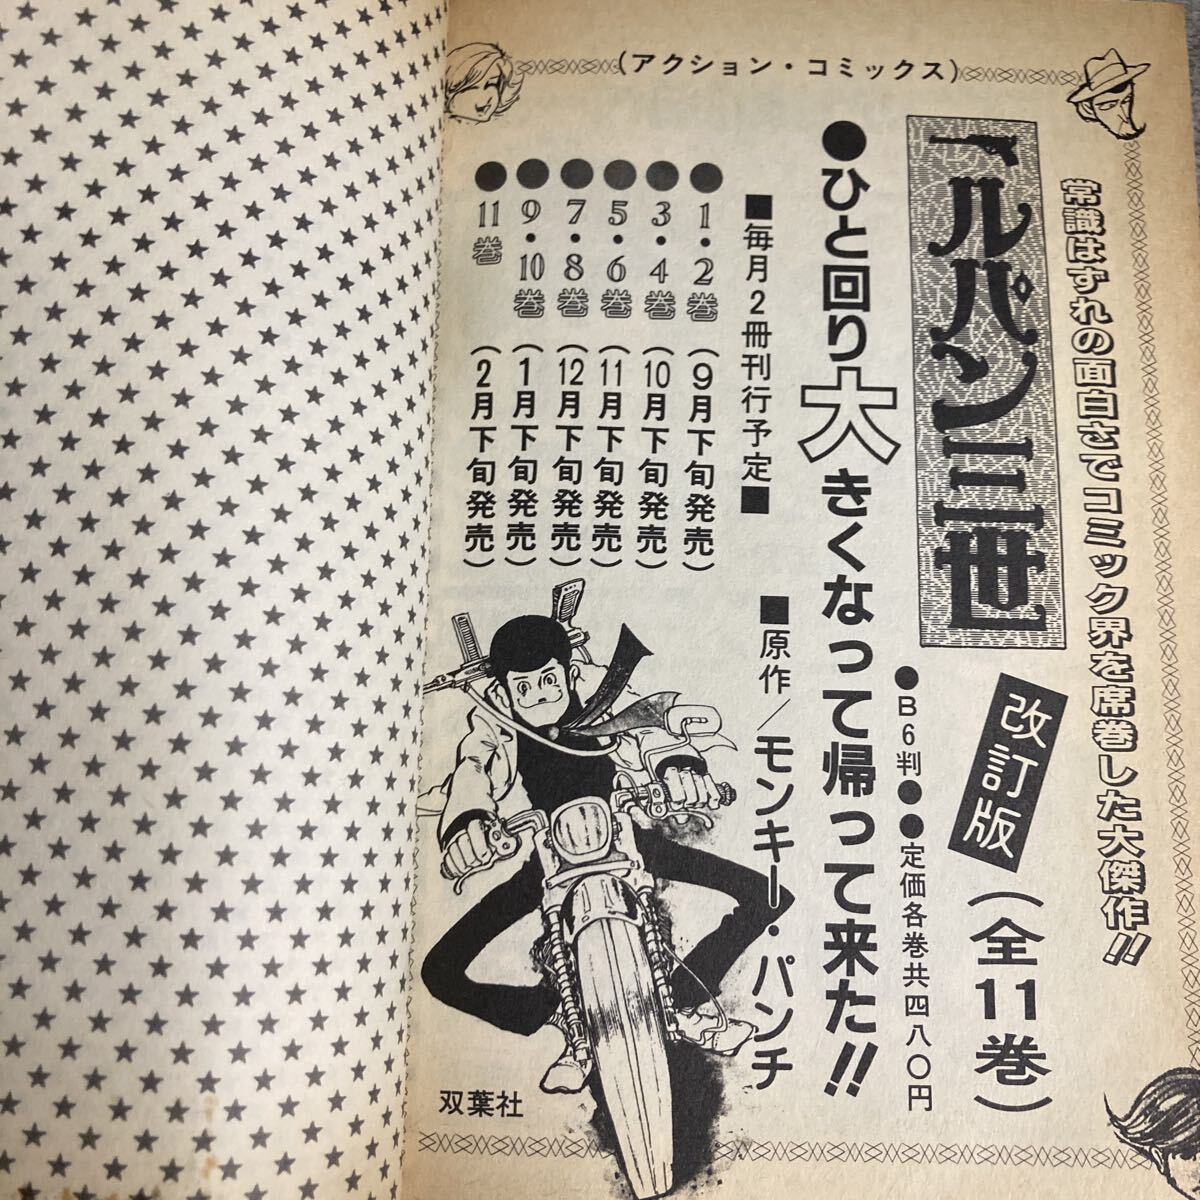 (アクション・コミックス)
常識はずれの面白さでコミック界を席巻した大傑作!!
ルパン三世
改訂版
(全11巻)
●B6判●●定価各巻共四八〇円
●ひと回り大きくなって帰って来た!!
■毎月2冊刊行予定■
■原作/モンキー・パンチ
●1・2巻(9月下旬発売)
●3・4巻(10月下旬発売)
●5・6巻(11月下旬発売)
●7・8巻(12月下旬発売)
●9・10巻(1月下旬発売)
●11巻(2月下旬発売)
双葉社